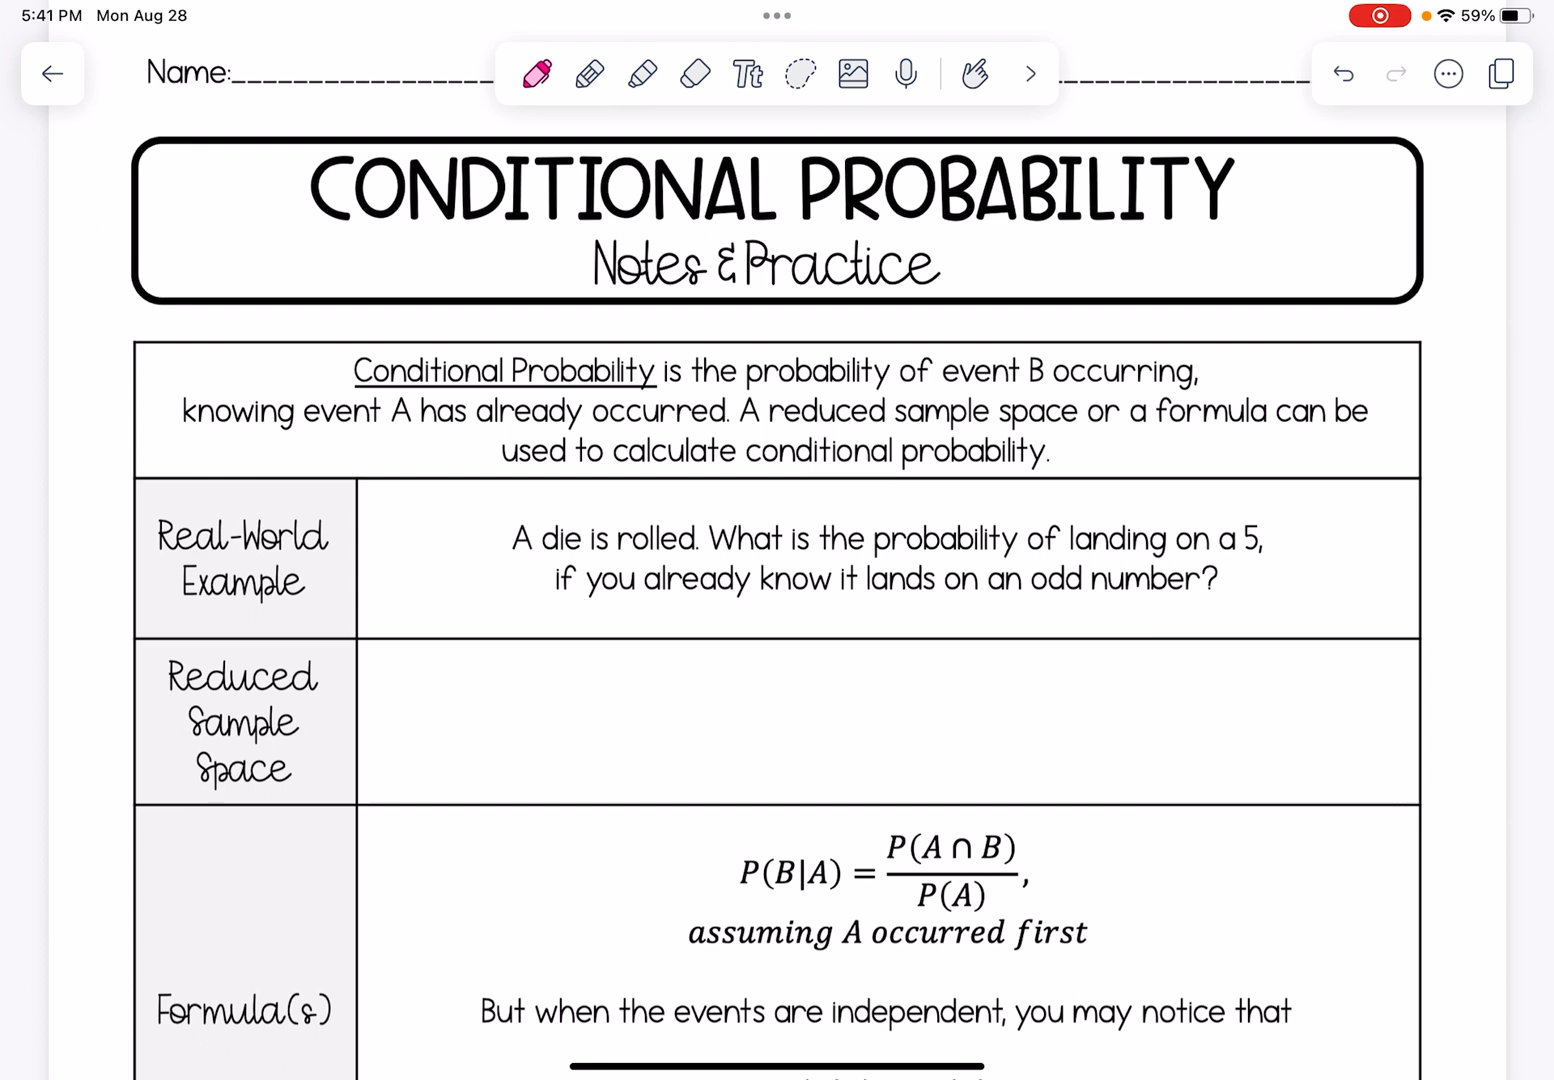 5:41 PM Mon Aug 28
59%
Name:
Tt
CONDITIONAL PROBABILITY
Notes & Practice
Conditional Probability is the probability of event B occurring,
knowing event A has already occurred. A reduced sample space or a formula can be
used to calculate conditional probability.
Real-World
Example
A die is rolled. What is the probability of landing on a 5,
if you already know it lands on an odd number?
Reduced
Sample
Space
Formula(s)
P(B|A) = P(A ∩ B) / P(A),
assuming A occurred first
But when the events are independent, you may notice that